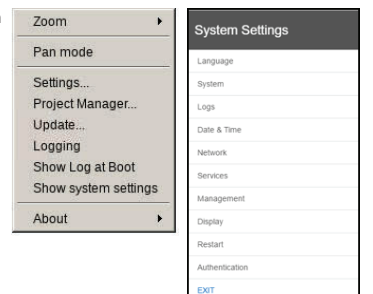 Zoom
Pan mode
Settings...
Project Manager...
Update...
Logging
Show Log at Boot
Show system settings
About
System Settings
Language
System
Logs
Date & Time
Network
Services
Management
Display
Restart
Authentication
EXIT